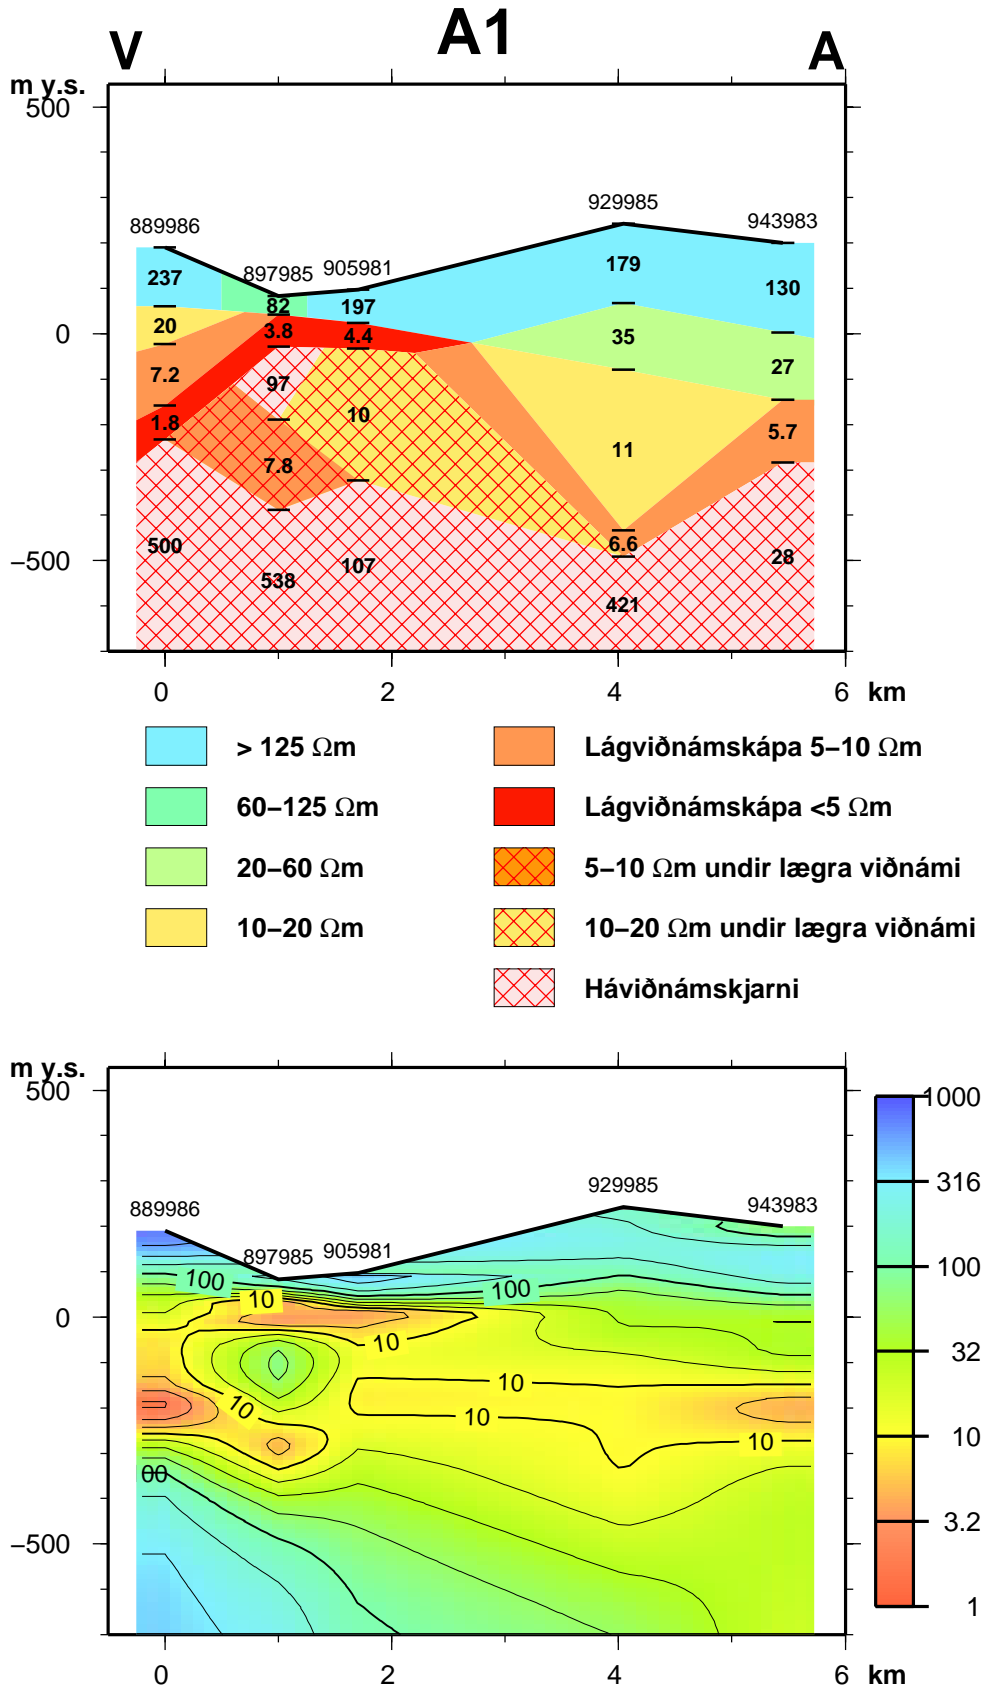 V A1 A
m y.s.
500
0
−500
889986 897985 905981 929985 943983
237 82 197 179 130
20 3.8 4.4 35 27
7.2 97 10 11 5.7
1.8 7.8 6.6
500 538 107 421 28
0 2 4 6 km
> 125 Ωm
60−125 Ωm
20−60 Ωm
10−20 Ωm
Lágviðnámskápa 5−10 Ωm
Lágviðnámskápa <5 Ωm
5−10 Ωm undir lægra viðnámi
10−20 Ωm undir lægra viðnámi
Háviðnámskjarni
m y.s.
500
0
−500
889986 897985 905981 929985 943983
100 100
10 10
10 10 10 10
00
0 2 4 6 km
1000
316
100
32
10
3.2
1